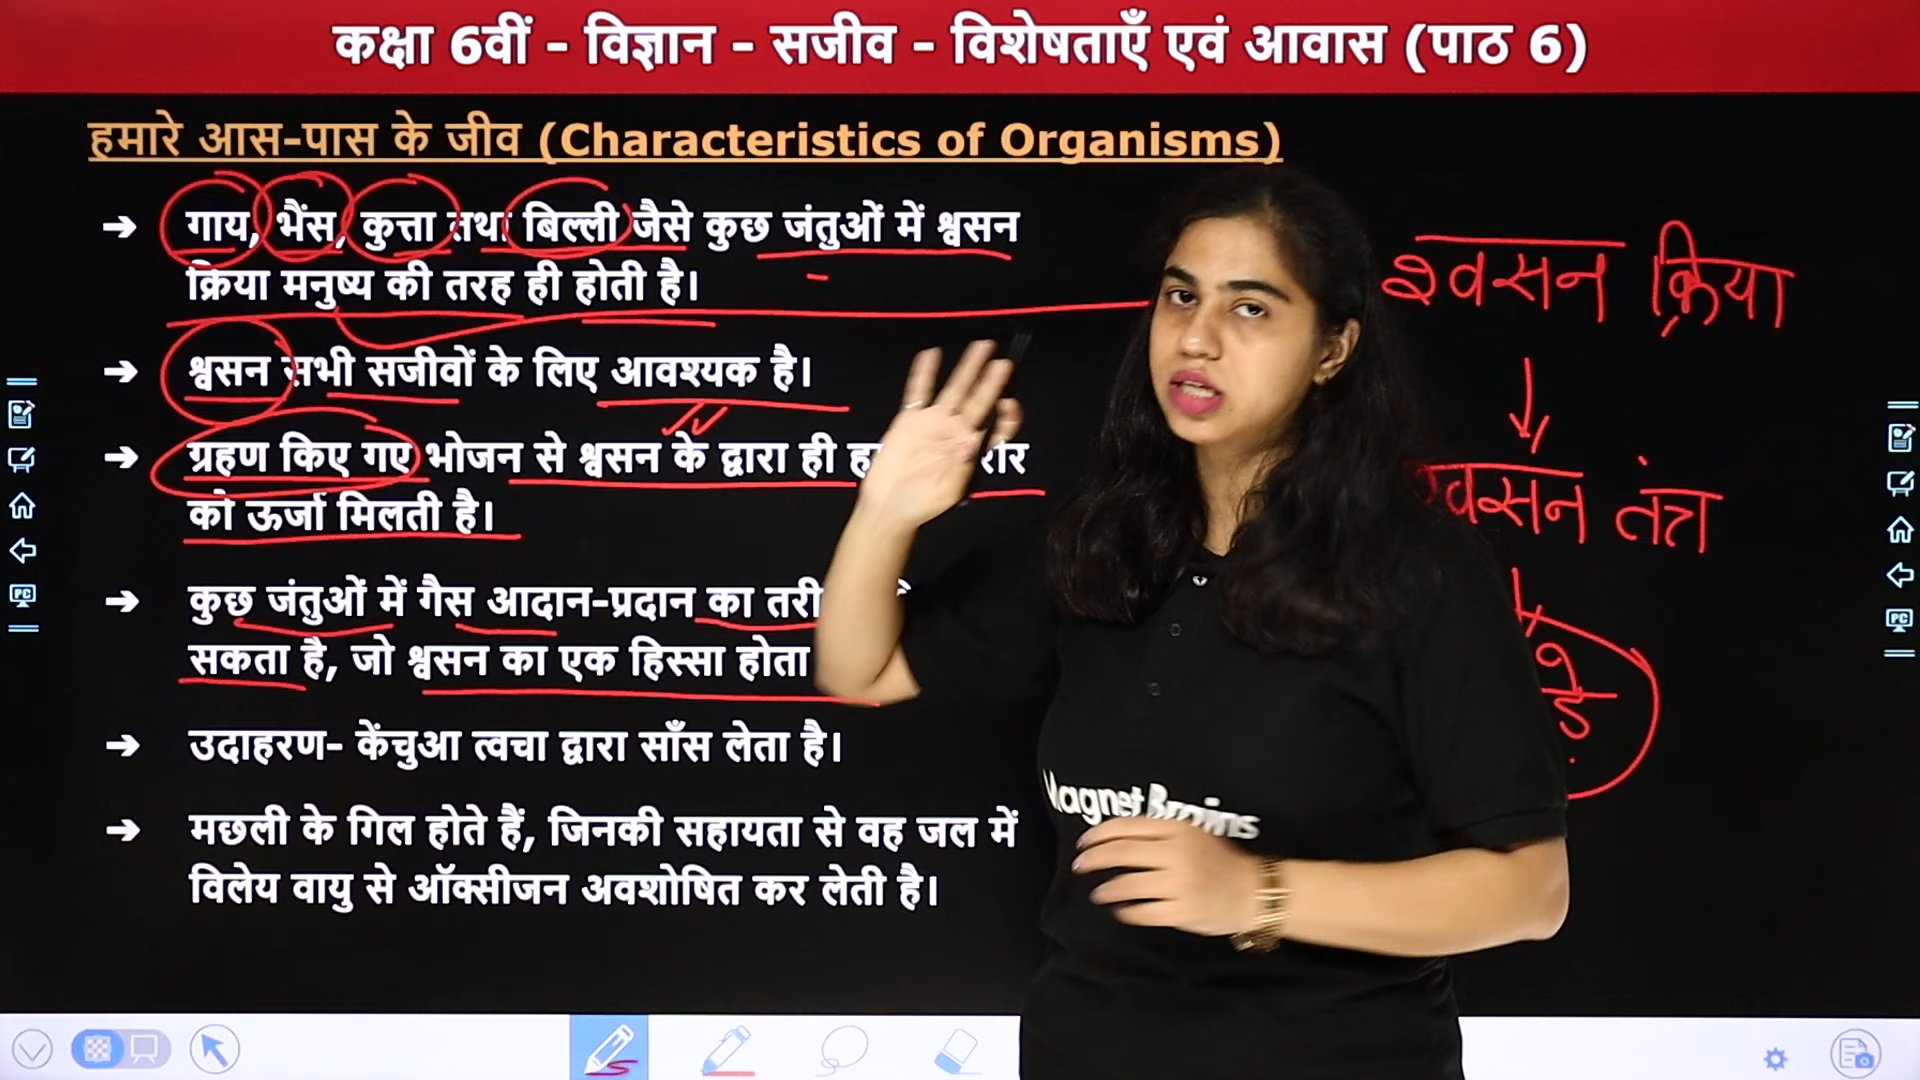 कक्षा 6वीं - विज्ञान - सजीव - विशेषताएँ एवं आवास (पाठ 6)
हमारे आस-पास के जीव (Characteristics of Organisms)
➔ गाय, भैंस, कुत्ता तथा बिल्ली जैसे कुछ जंतुओं में श्वसन
क्रिया मनुष्य की तरह ही होती है।
➔ श्वसन सभी सजीवों के लिए आवश्यक है।
➔ ग्रहण किए गए भोजन से श्वसन के द्वारा ही
को ऊर्जा मिलती है।
➔ कुछ जंतुओं में गैस आदान-प्रदान का
सकता है, जो श्वसन का एक हिस्सा होता
➔ उदाहरण- केंचुआ त्वचा द्वारा साँस लेता है।
➔ मछली के गिल होते हैं, जिनकी सहायता से वह जल में
विलेय वायु से ऑक्सीजन अवशोषित कर लेती है।
श्वसन क्रिया
श्वसन तंत्र
Magnet Brains
PC
PC